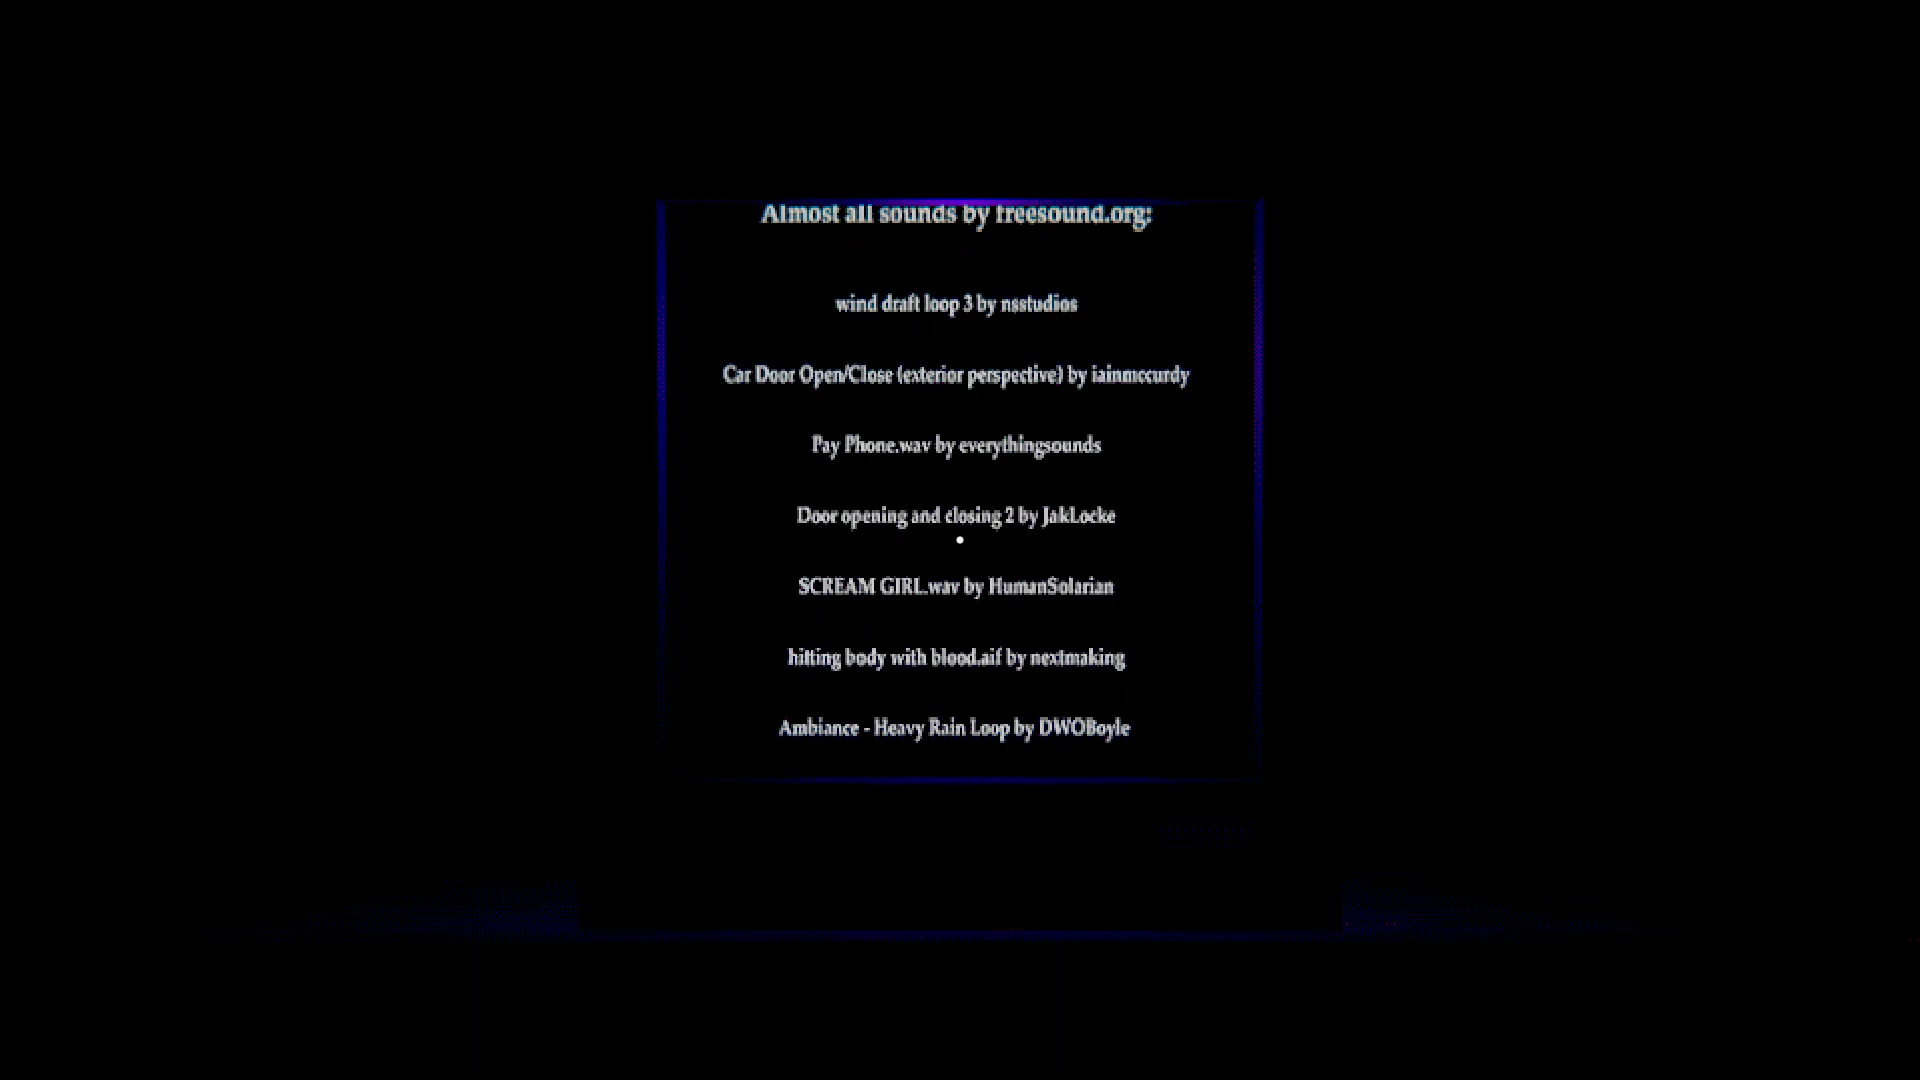 Almost all sounds by freesound.org:
wind draft loop 3 by nsstudios
Car Door Open/Close (exterior perspective) by iainmccurdy
Pay Phone.wav by everythingsounds
Door opening and closing 2 by JakLocke
SCREAM GIRL.wav by HumanSolarian
hitting body with blood.aif by nextmaking
Ambiance - Heavy Rain Loop by DWOBoyle